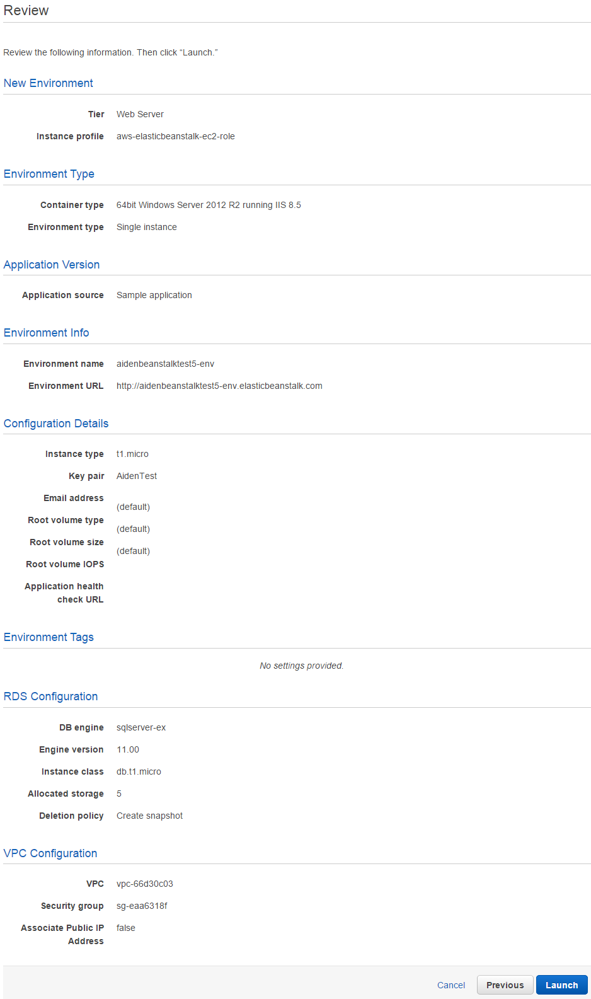 Review
Review the following information. Then click “Launch.”
New Environment
Tier Web Server
Instance profile aws-elasticbeanstalk-ec2-role
Environment Type
Container type 64bit Windows Server 2012 R2 running IIS 8.5
Environment type Single instance
Application Version
Application source Sample application
Environment Info
Environment name aidenbeanstalktest5-env
Environment URL http://aidenbeanstalktest5-env.elasticbeanstalk.com
Configuration Details
Instance type t1.micro
Key pair AidenTest
Email address
(default)
Root volume type
(default)
Root volume size
(default)
Root volume IOPS
Application health
check URL
Environment Tags
No settings provided.
RDS Configuration
DB engine sqlserver-ex
Engine version 11.00
Instance class db.t1.micro
Allocated storage 5
Deletion policy Create snapshot
VPC Configuration
VPC vpc-66d30c03
Security group sg-eaa6318f
Associate Public IP false
Address
Cancel Previous Launch